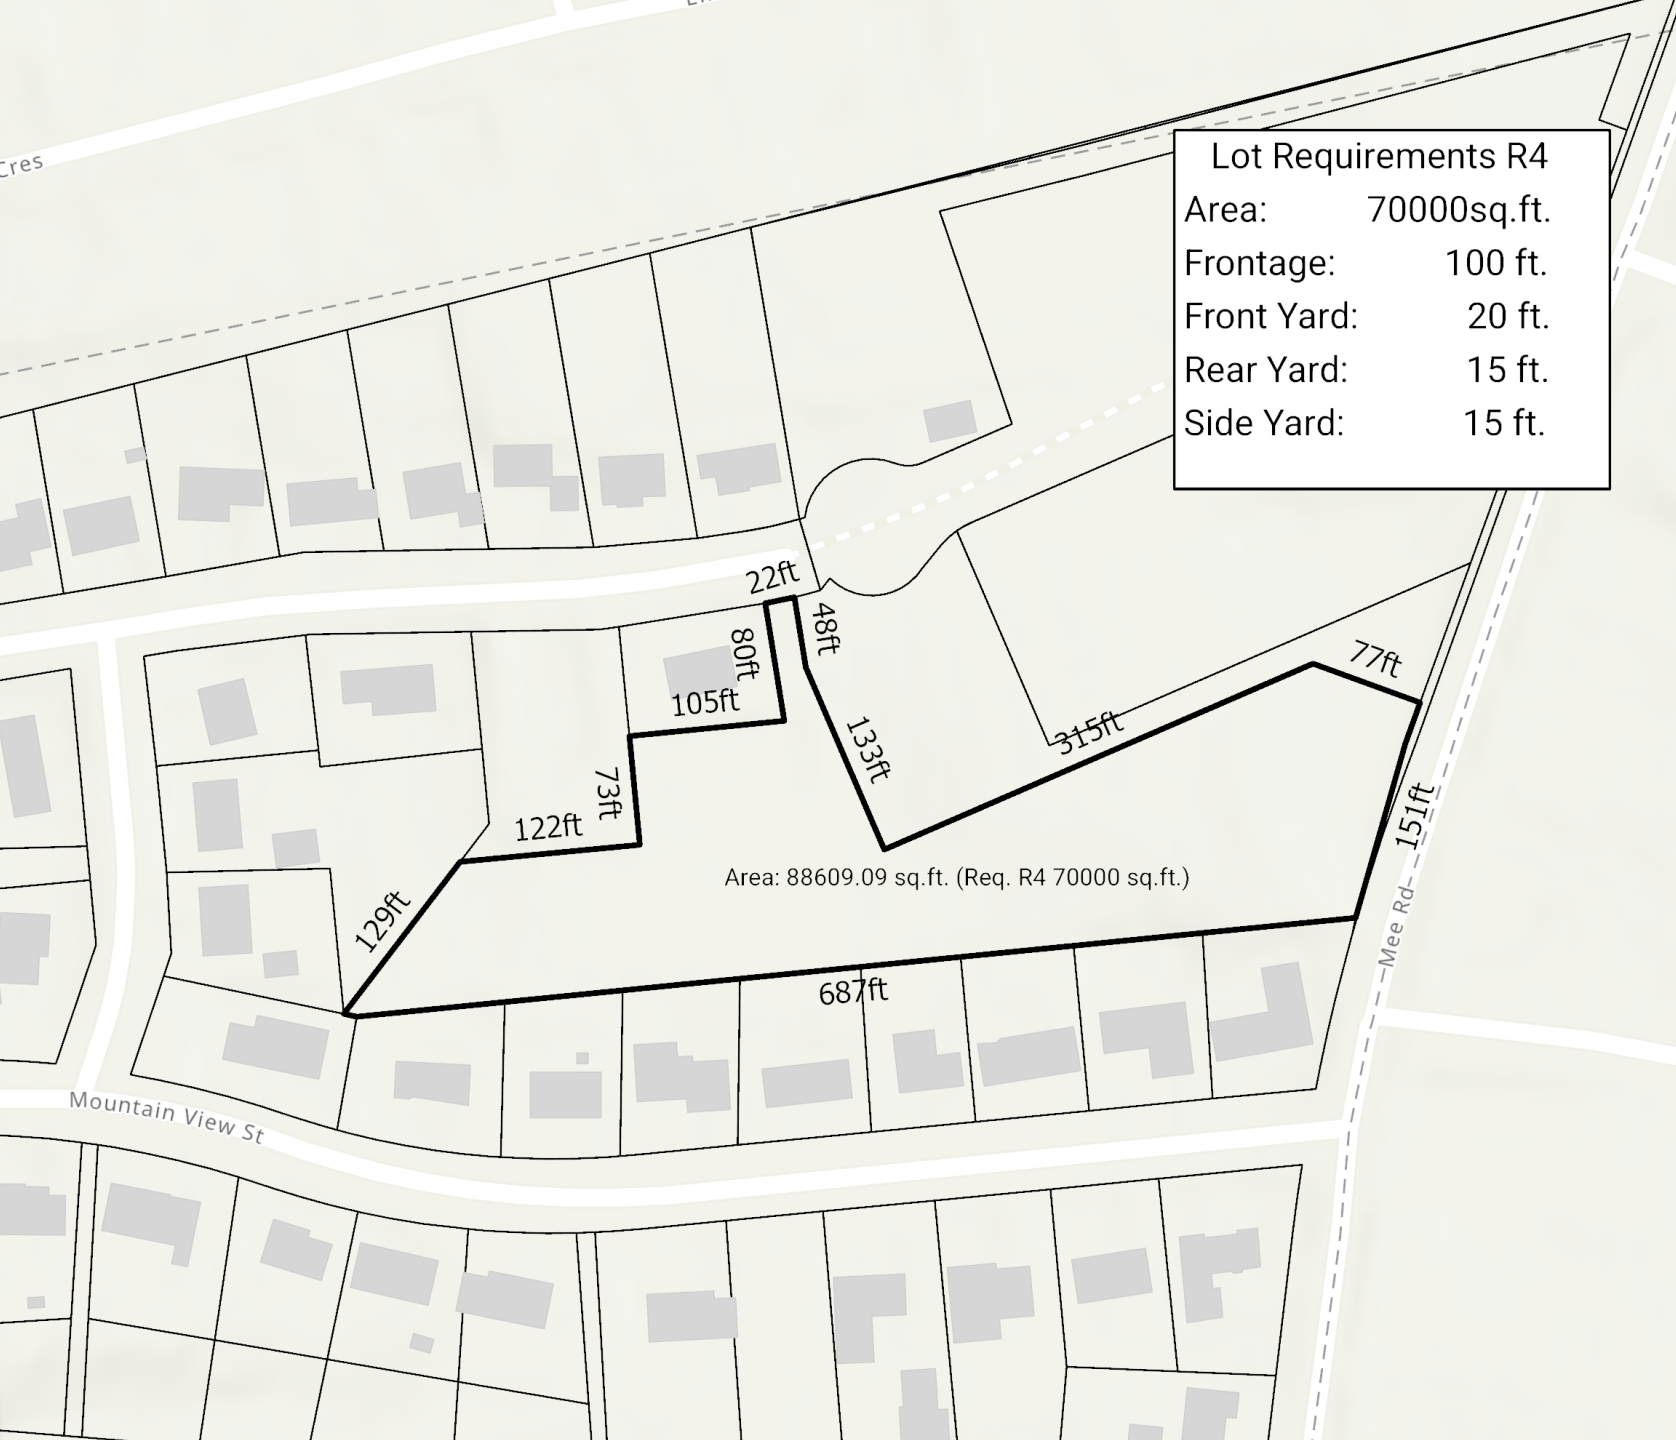 Cres
Lot Requirements R4
Area: 70000sq.ft.
Frontage: 100 ft.
Front Yard: 20 ft.
Rear Yard: 15 ft.
Side Yard: 15 ft.
22ft
48ft
80ft
105ft
77ft
315ft
133ft
73ft
122ft
151ft
Area: 88609.09 sq.ft. (Req. R4 70000 sq.ft.)
129ft
Mee Rd
687ft
Mountain View St